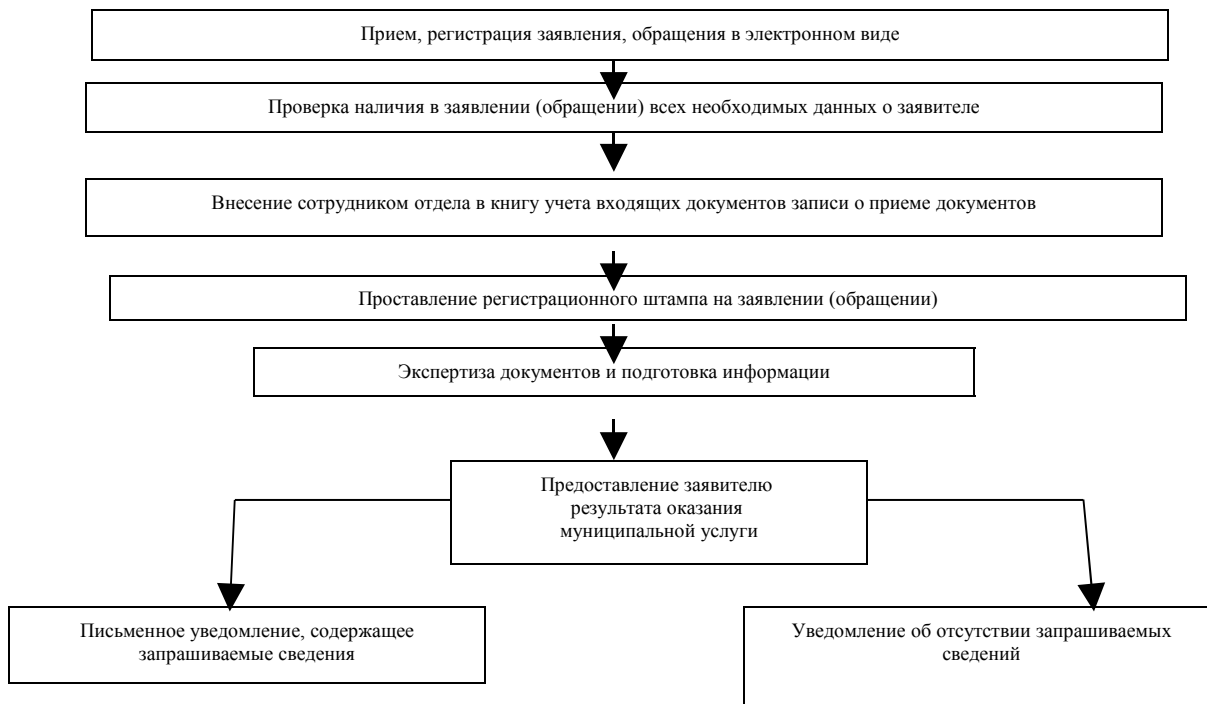 Прием, регистрация заявления, обращения в электронном виде
Проверка наличия в заявлении (обращении) всех необходимых данных о заявителе
Внесение сотрудником отдела в книгу учета входящих документов записи о приеме документов
Проставление регистрационного штампа на заявлении (обращении)
Экспертиза документов и подготовка информации
Предоставление заявителю
результата оказания
муниципальной услуги
Письменное уведомление, содержащее
запрашиваемые сведения
Уведомление об отсутствии запрашиваемых
сведений